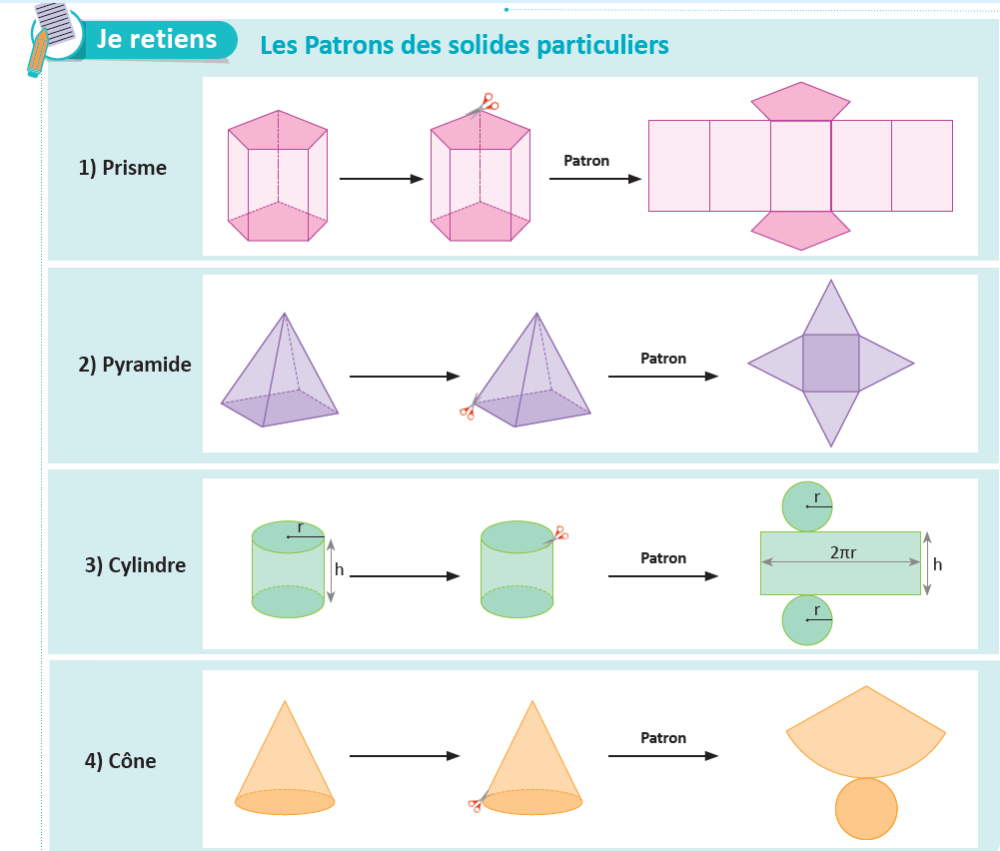 Je retiens
Les Patrons des solides particuliers
1) Prisme
Patron
2) Pyramide
Patron
3) Cylindre
r
h
Patron
r
2πr
h
r
4) Cône
Patron